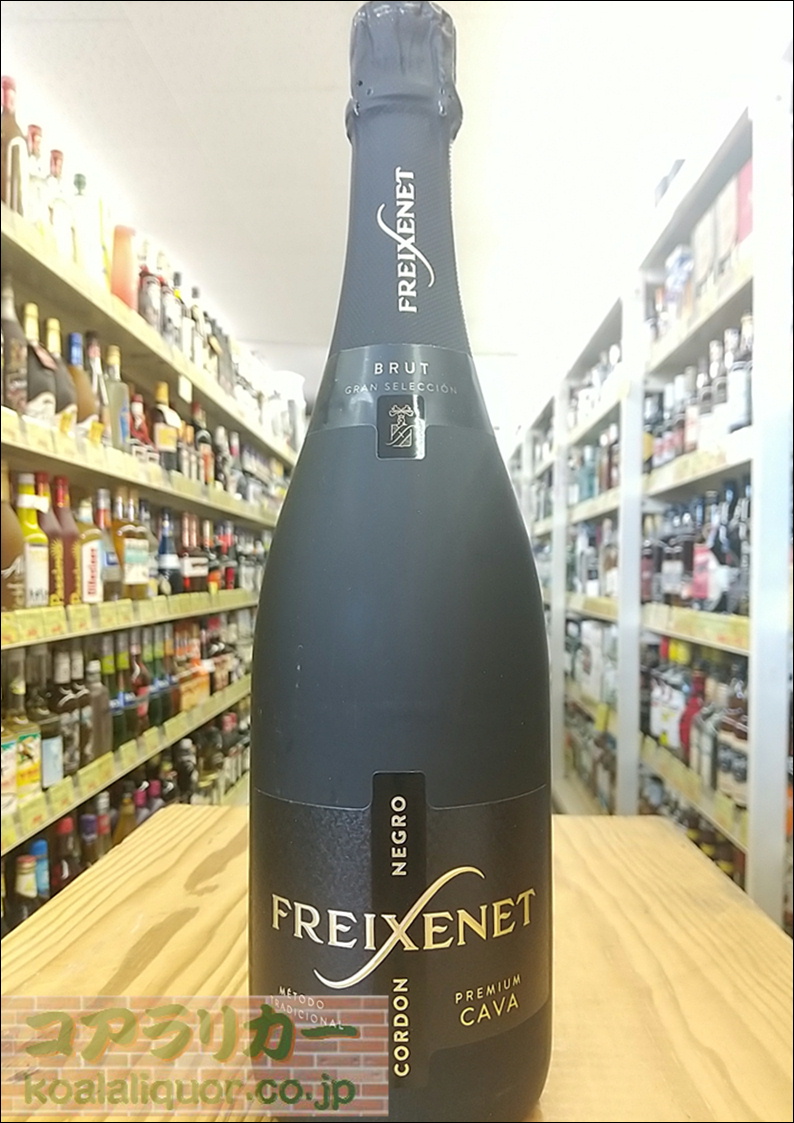 FREIXENET
BRUT
GRAN SELECCIÓN
CORDON NEGRO
FREIXENET
MÉTODO
TRADICIONAL
PREMIUM
CAVA
コアラリカー
koalaliquor.co.jp